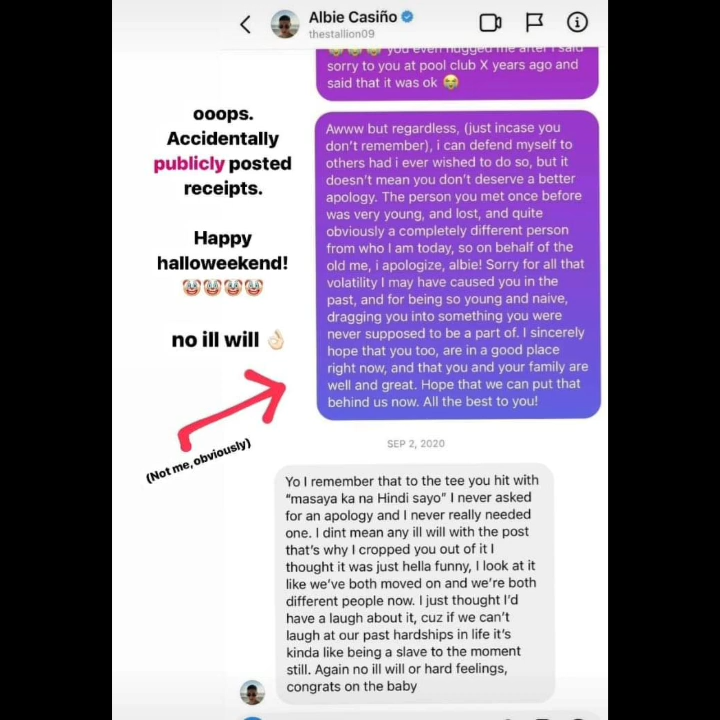 Albie Casiño
thestallion09
😭😭😭 you even hugged me after I said
sorry to you at pool club X years ago and
said that it was ok 😭
ooops.
Accidentally
publicly posted
receipts.
Happy
halloweekend!
🤡🤡🤡🤡
no ill will 👌🏻
(Not me, obviously)
Awww but regardless, (just incase you
don't remember), i can defend myself to
others had i ever wished to do so, but it
doesn't mean you don't deserve a better
apology. The person you met once before
was very young, and lost, and quite
obviously a completely different person
from who I am today, so on behalf of the
old me, i apologize, albie! Sorry for all that
volatility I may have caused you in the
past, and for being so young and naive,
dragging you into something you were
never supposed to be a part of. I sincerely
hope that you too, are in a good place
right now, and that you and your family are
well and great. Hope that we can put that
behind us now. All the best to you!
SEP 2, 2020
Yo I remember that to the tee you hit with
“masaya ka na Hindi sayo” I never asked
for an apology and I never really needed
one. I dint mean any ill will with the post
that's why I cropped you out of it I
thought it was just hella funny, I look at it
like we've both moved on and we're both
different people now. I just thought I'd
have a laugh about it, cuz if we can't
laugh at our past hardships in life it's
kinda like being a slave to the moment
still. Again no ill will or hard feelings,
congrats on the baby